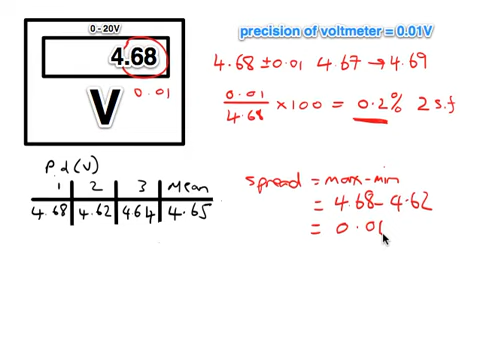 0 - 20V
4.68
0.01
V
precision of voltmeter = 0.01V
4.68 ± 0.01 4.67 → 4.69
0.01/4.68 × 100 = 0.2% 2 s.f
P.d (V)
1 2 3 Mean
4.68 4.62 4.64 4.65
spread = max - min
= 4.68 - 4.62
= 0.01